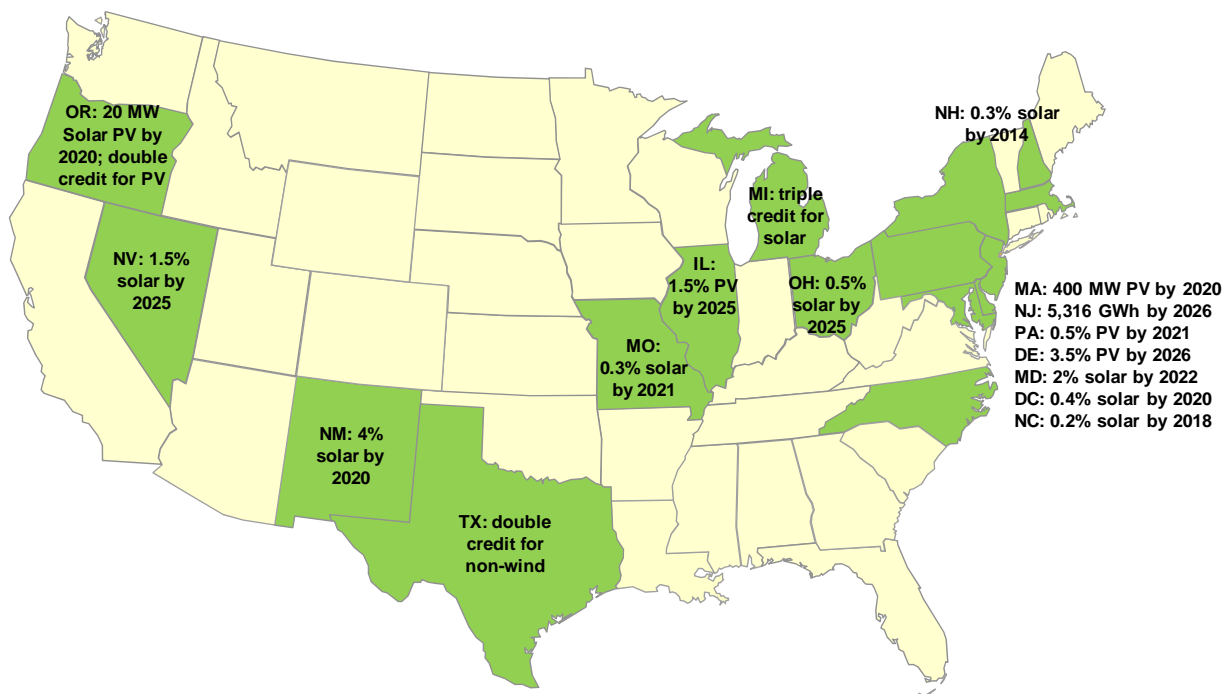 OR: 20 MW
Solar PV by
2020; double
credit for PV
NH: 0.3% solar
by 2014
MI: triple
credit for
solar
NV: 1.5%
solar by
2025
IL:
1.5% PV
by 2025
OH: 0.5%
solar by
2025
MA: 400 MW PV by 2020
NJ: 5,316 GWh by 2026
PA: 0.5% PV by 2021
DE: 3.5% PV by 2026
MD: 2% solar by 2022
DC: 0.4% solar by 2020
NC: 0.2% solar by 2018
MO:
0.3% solar
by 2021
NM: 4%
solar by
2020
TX: double
credit for
non-wind